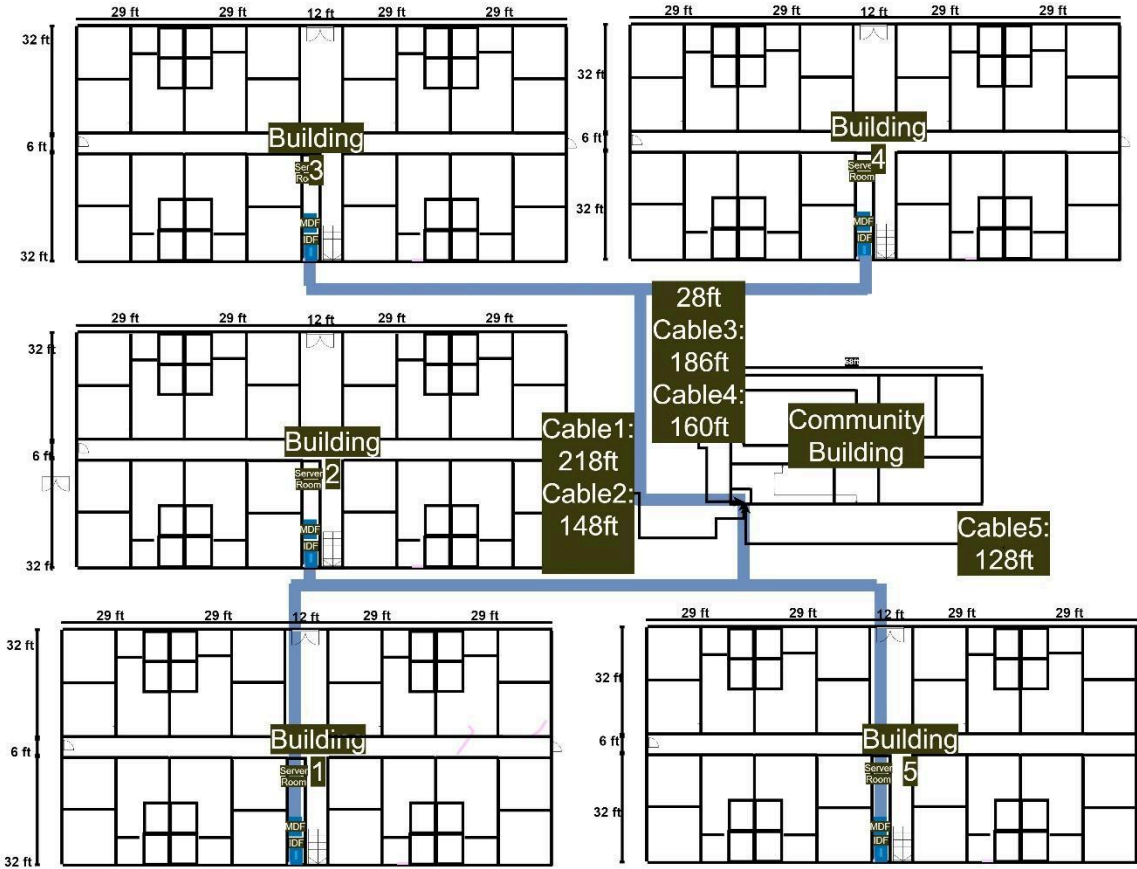 29 ft 29 ft 12 ft 29 ft 29 ft
29 ft 29 ft 12 ft 29 ft 29 ft
32 ft
32 ft
6 ft
6 ft
32 ft
32 ft
Building
3
Server
Room
MDF
IDF
Building
4
Server
Room
MDF
IDF
29 ft 29 ft 12 ft 29 ft 29 ft
32 ft
6 ft
32 ft
Building
2
Server
Room
MDF
IDF
28ft
Cable3:
186ft
Cable4:
160ft
Cable1:
218ft
Cable2:
148ft
68ft
Community
Building
Cable5:
128ft
29 ft 29 ft 12 ft 29 ft 29 ft
32 ft
6 ft
32 ft
Building
1
Server
Room
MDF
IDF
29 ft 29 ft 12 ft 29 ft 29 ft
32 ft
6 ft
32 ft
Building
5
Server
Room
MDF
IDF